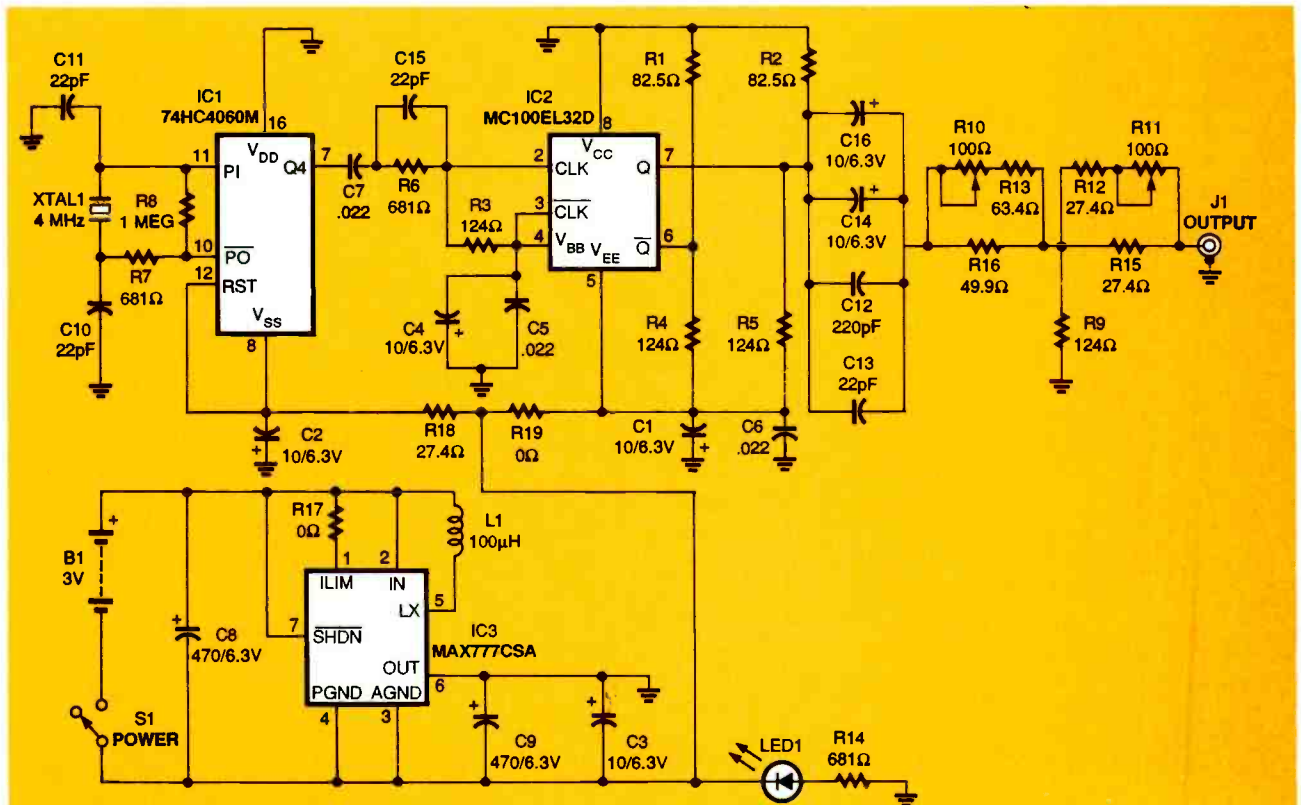 C11
22pF
IC1
74HC4060M
16
VDD
11
PI
Q4
7
XTAL1
4 MHz
R8
1 MEG
10
PO
12
RST
R7
681Ω
VSS
8
C10
22pF
C2
10/6.3V
C15
22pF
C7
.022
R6
681Ω
R3
124Ω
IC2
MC100EL32D
8
VCC
2
CLK
3
CLK
4
VBB
VEE
5
Q
7
Q
6
C4
10/6.3V
C5
.022
R1
82.5Ω
R2
82.5Ω
R4
124Ω
R5
124Ω
R18
27.4Ω
R19
0Ω
C1
10/6.3V
C6
.022
+
C16
10/6.3V
+
C14
10/6.3V
C12
220pF
C13
22pF
R10
100Ω
R13
63.4Ω
R16
49.9Ω
R11
100Ω
R12
27.4Ω
R15
27.4Ω
R9
124Ω
J1
OUTPUT
B1
3V
+
S1
POWER
+
C8
470/6.3V
R17
0Ω
L1
100μH
1
ILIM
2
IN
LX
5
7
SHDN
IC3
MAX777CSA
OUT
6
PGND
4
AGND
3
+
C9
470/6.3V
+
C3
10/6.3V
LED1
R14
681Ω
+
+
+